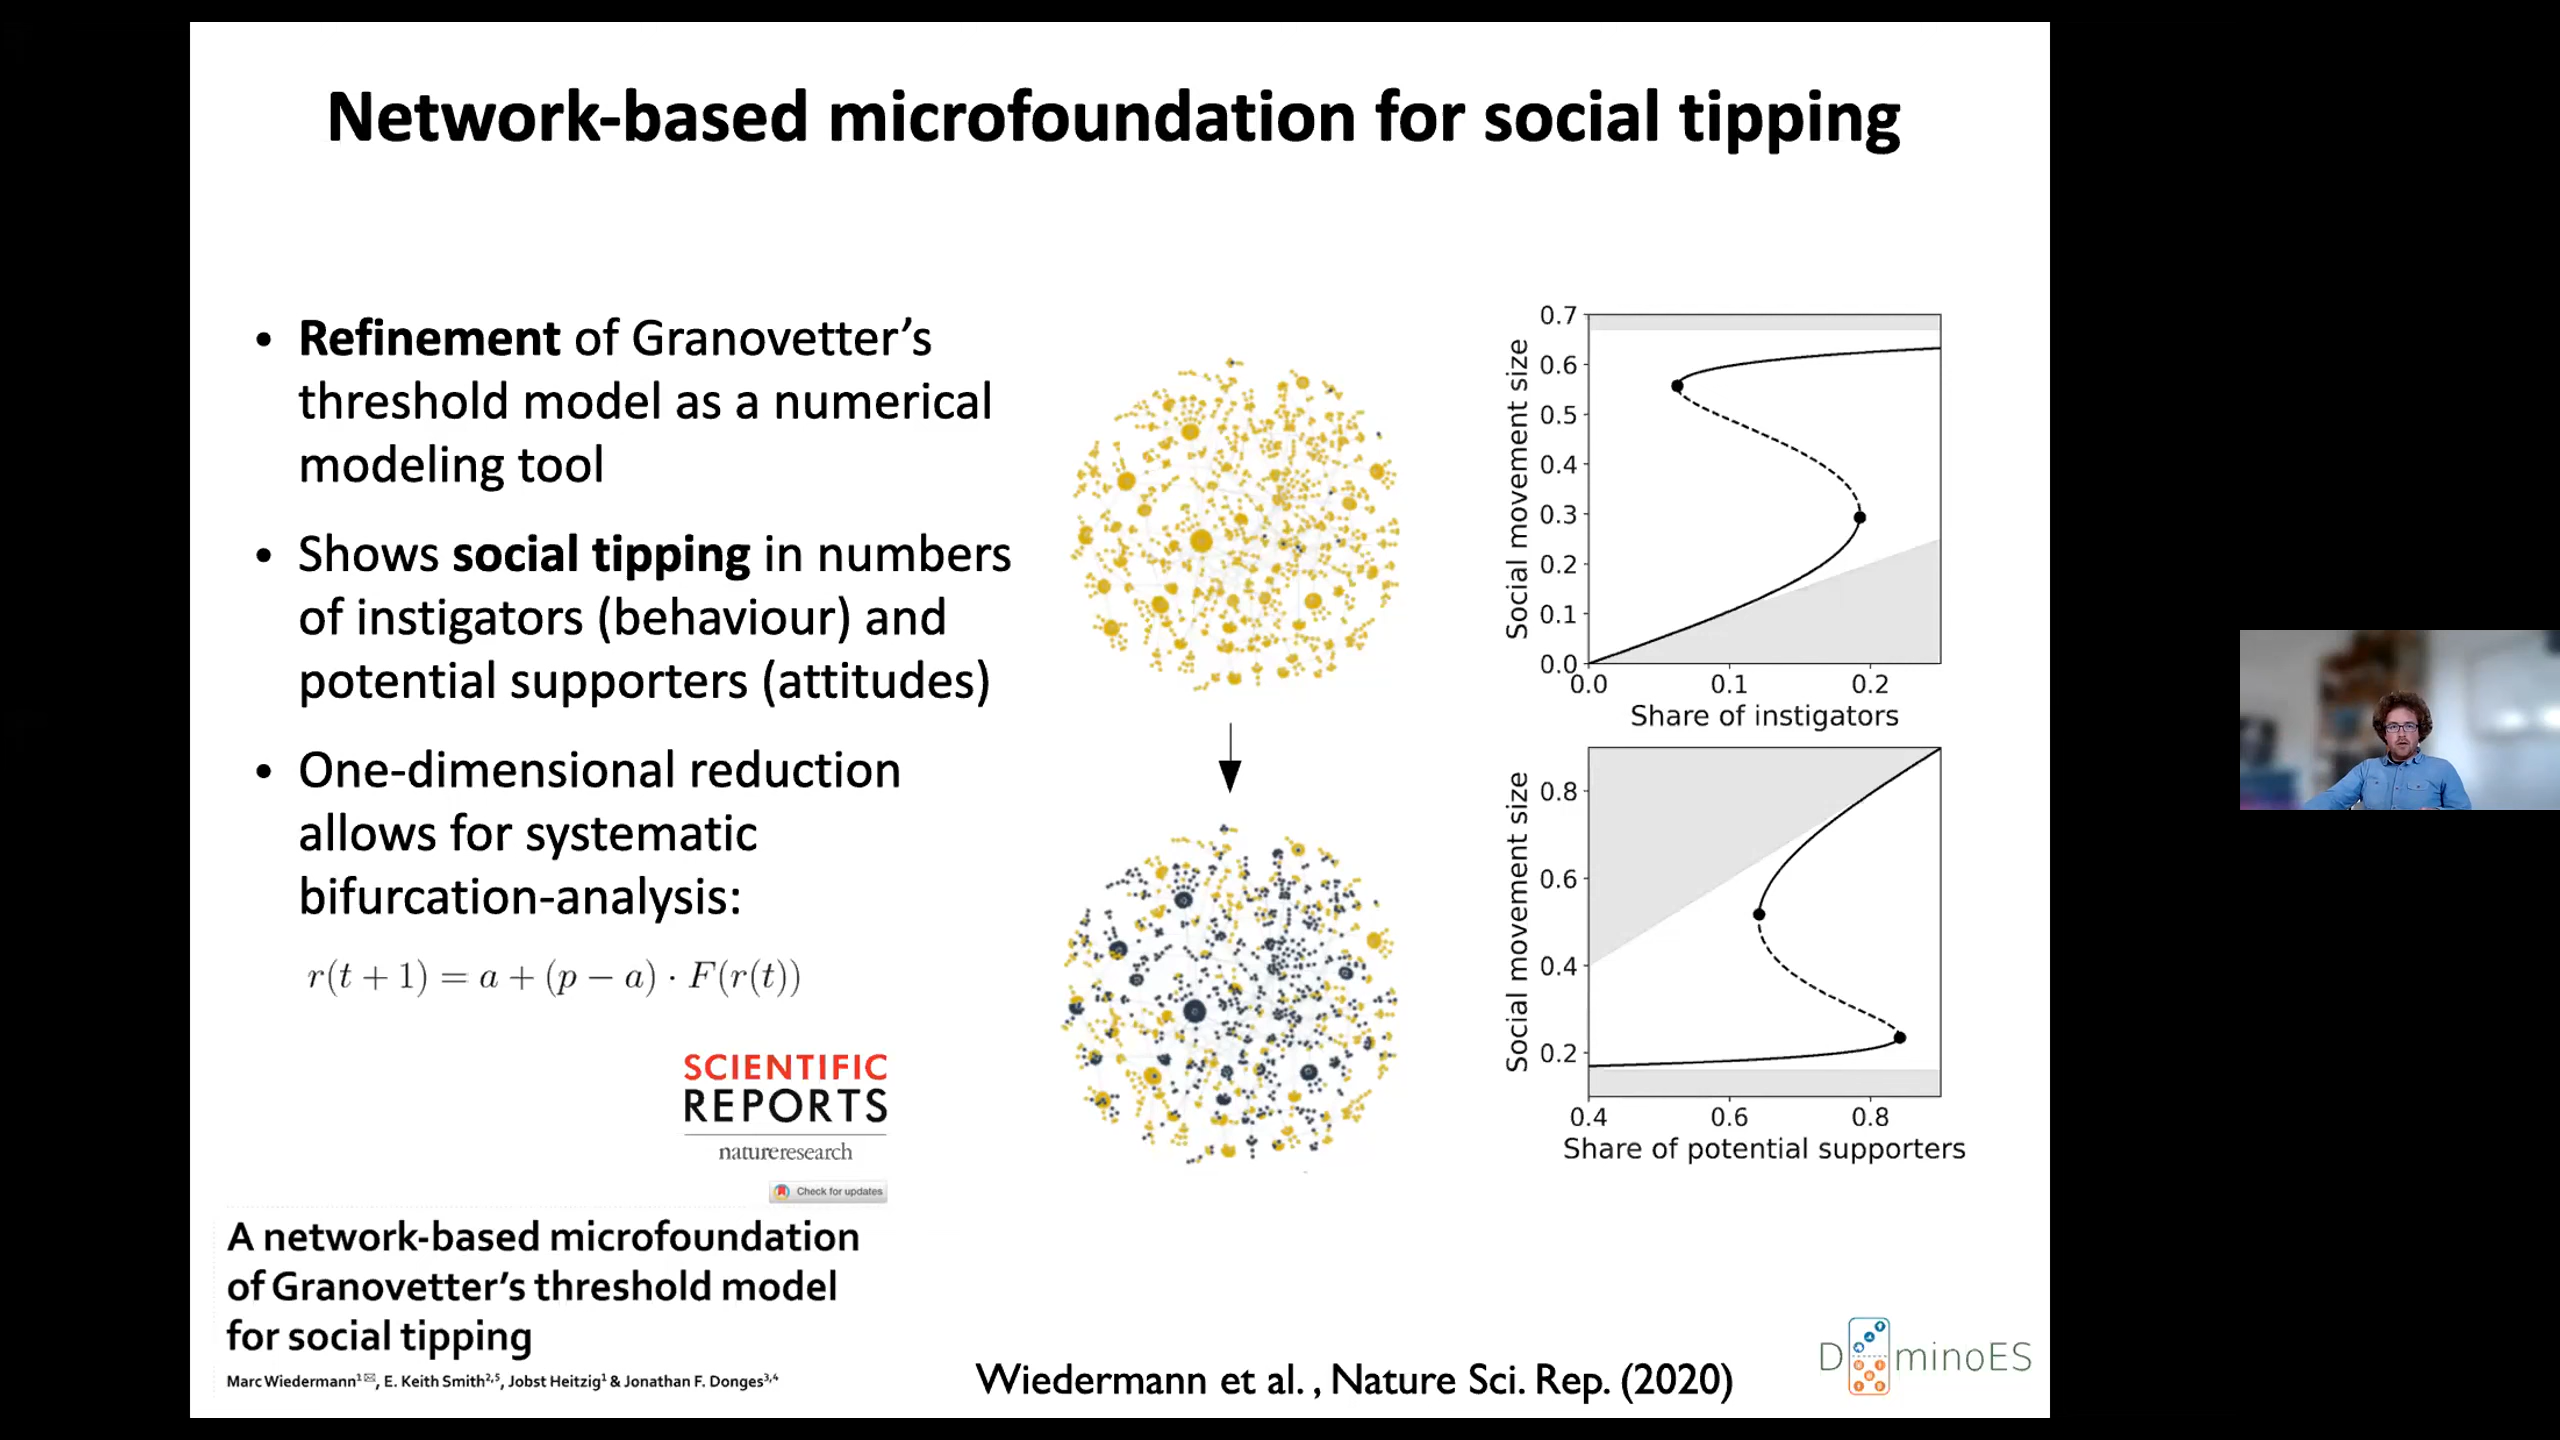 Network-based microfoundation for social tipping
• Refinement of Granovetter’s
threshold model as a numerical
modeling tool
• Shows social tipping in numbers
of instigators (behaviour) and
potential supporters (attitudes)
• One-dimensional reduction
allows for systematic
bifurcation-analysis:
r(t + 1) = a + (p − a) · F(r(t))
SCIENTIFIC
REPORTS
natureresearch
Check for updates
A network-based microfoundation
of Granovetter’s threshold model
for social tipping
Marc Wiedermann¹✉, E. Keith Smith²,⁵, Jobst Heitzig¹ & Jonathan F. Donges³,⁴
Social movement size
0.7
0.6
0.5
0.4
0.3
0.2
0.1
0.0
0.0 0.1 0.2
Share of instigators
Social movement size
0.8
0.6
0.4
0.2
0.4 0.6 0.8
Share of potential supporters
Wiedermann et al., Nature Sci. Rep. (2020)
DominoES